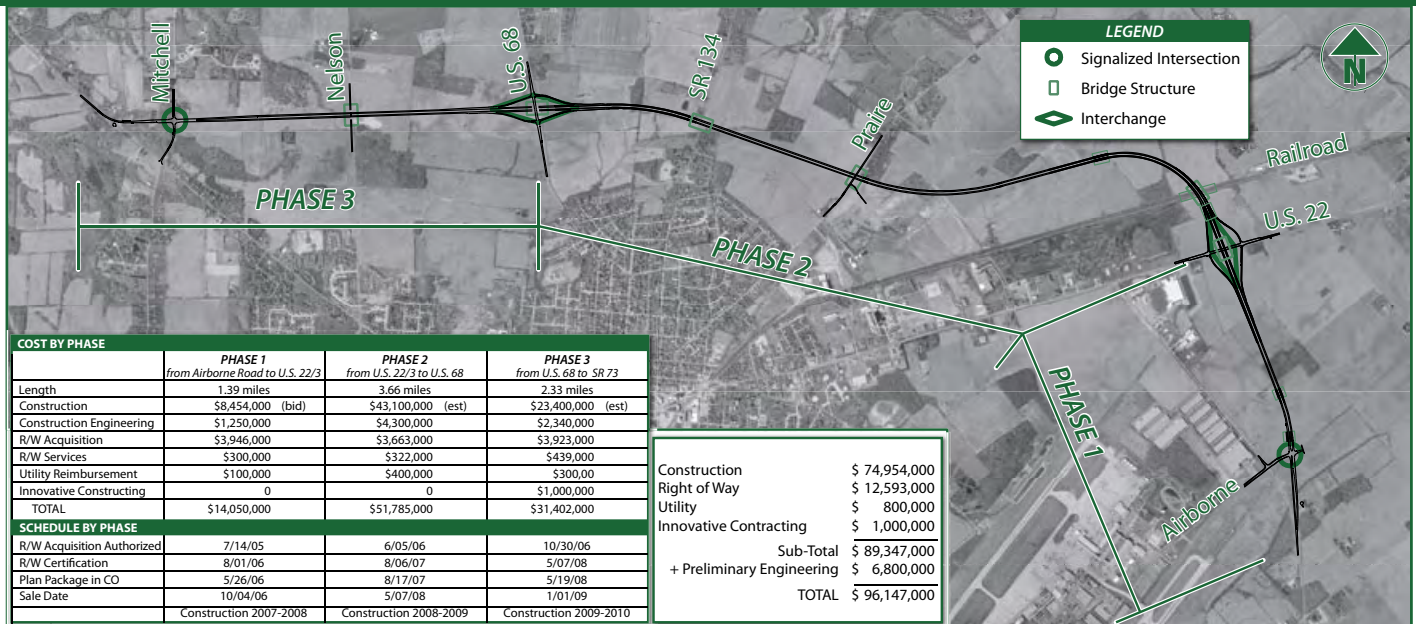 Mitchell
Nelson
U.S. 68
SR 134
Praire
LEGEND
Signalized Intersection
Bridge Structure
Interchange
N
Railroad
U.S. 22
PHASE 3
PHASE 2
PHASE 1
Airborne
COST BY PHASE
PHASE 1 PHASE 2 PHASE 3
from Airborne Road to U.S. 22/3 from U.S. 22/3 to U.S. 68 from U.S. 68 to SR 73
Length 1.39 miles 3.66 miles 2.33 miles
Construction $8,454,000 (bid) $43,100,000 (est) $23,400,000 (est)
Construction Engineering $1,250,000 $4,300,000 $2,340,000
R/W Acquisition $3,946,000 $3,663,000 $3,923,000
R/W Services $300,000 $322,000 $439,000
Utility Reimbursement $100,000 $400,000 $300,00
Innovative Constructing 0 0 $1,000,000
TOTAL $14,050,000 $51,785,000 $31,402,000
SCHEDULE BY PHASE
R/W Acquisition Authorized 7/14/05 6/05/06 10/30/06
R/W Certification 8/01/06 8/06/07 5/07/08
Plan Package in CO 5/26/06 8/17/07 5/19/08
Sale Date 10/04/06 5/07/08 1/01/09
Construction 2007-2008 Construction 2008-2009 Construction 2009-2010
Construction $ 74,954,000
Right of Way $ 12,593,000
Utility $ 800,000
Innovative Contracting $ 1,000,000
Sub-Total $ 89,347,000
+ Preliminary Engineering $ 6,800,000
TOTAL $ 96,147,000